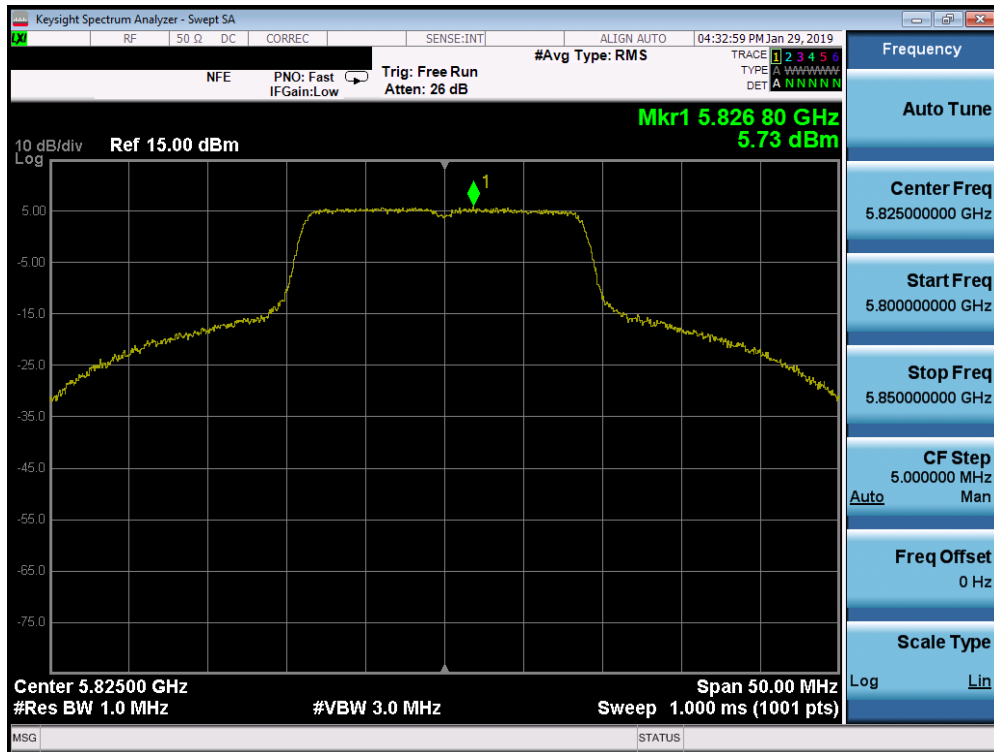 Keysight Spectrum Analyzer - Swept SA
LXI RF 50 Ω DC CORREC SENSE:INT ALIGN AUTO 04:32:59 PM Jan 29, 2019
NFE PNO: Fast Trig: Free Run #Avg Type: RMS TRACE 1 2 3 4 5 6
IFGain:Low Atten: 26 dB TYPE A WWWWW
DET A N N N N N
Mkr1 5.826 80 GHz
5.73 dBm
10 dB/div Ref 15.00 dBm
Log
1
5.00
-5.00
-15.0
-25.0
-35.0
-45.0
-55.0
-65.0
-75.0
Center 5.82500 GHz Span 50.00 MHz
#Res BW 1.0 MHz #VBW 3.0 MHz Sweep 1.000 ms (1001 pts)
MSG STATUS
Frequency
Auto Tune
Center Freq
5.825000000 GHz
Start Freq
5.800000000 GHz
Stop Freq
5.850000000 GHz
CF Step
5.000000 MHz
Auto Man
Freq Offset
0 Hz
Scale Type
Log Lin